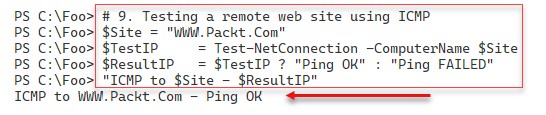 PS C:\Foo> # 9. Testing a remote web site using ICMP
PS C:\Foo> $Site = "WWW.Packt.Com"
PS C:\Foo> $TestIP    = Test-NetConnection -ComputerName $Site
PS C:\Foo> $ResultIP  = $TestIP ? "Ping OK" : "Ping FAILED"
PS C:\Foo> "ICMP to $Site - $ResultIP"
ICMP to WWW.Packt.Com - Ping OK